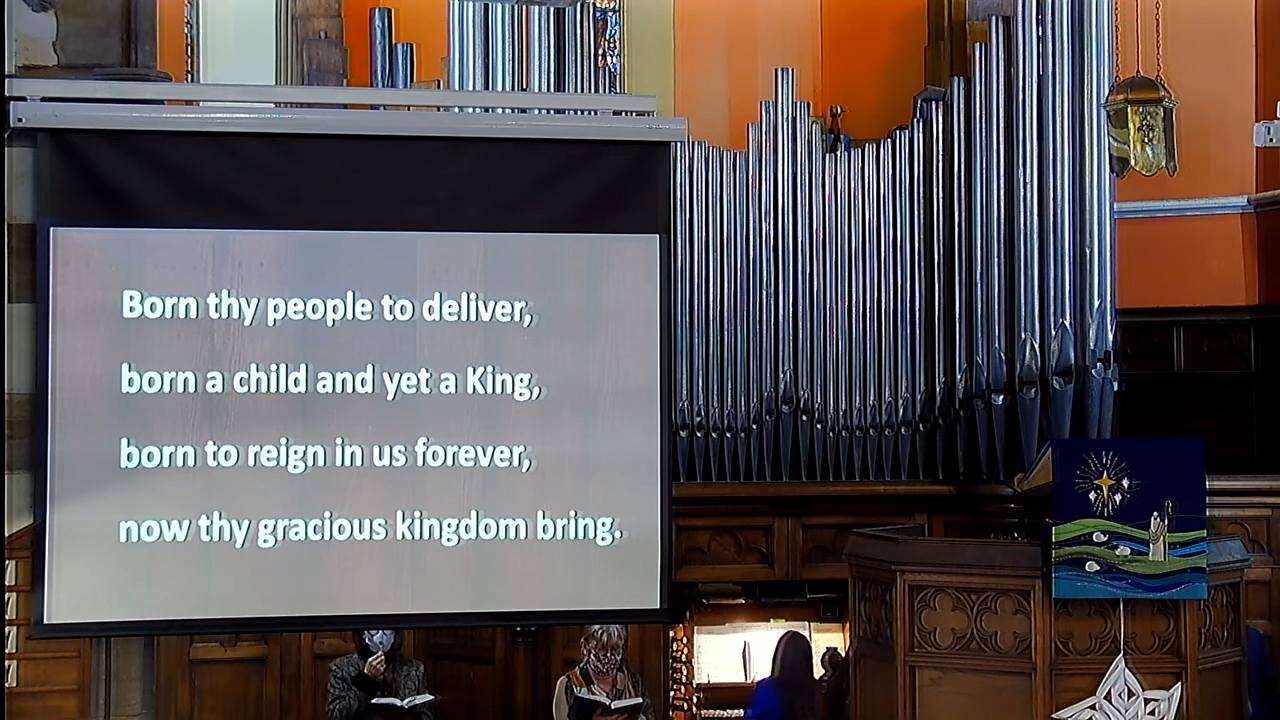 Born thy people to deliver,
born a child and yet a King,
born to reign in us forever,
now thy gracious kingdom bring.